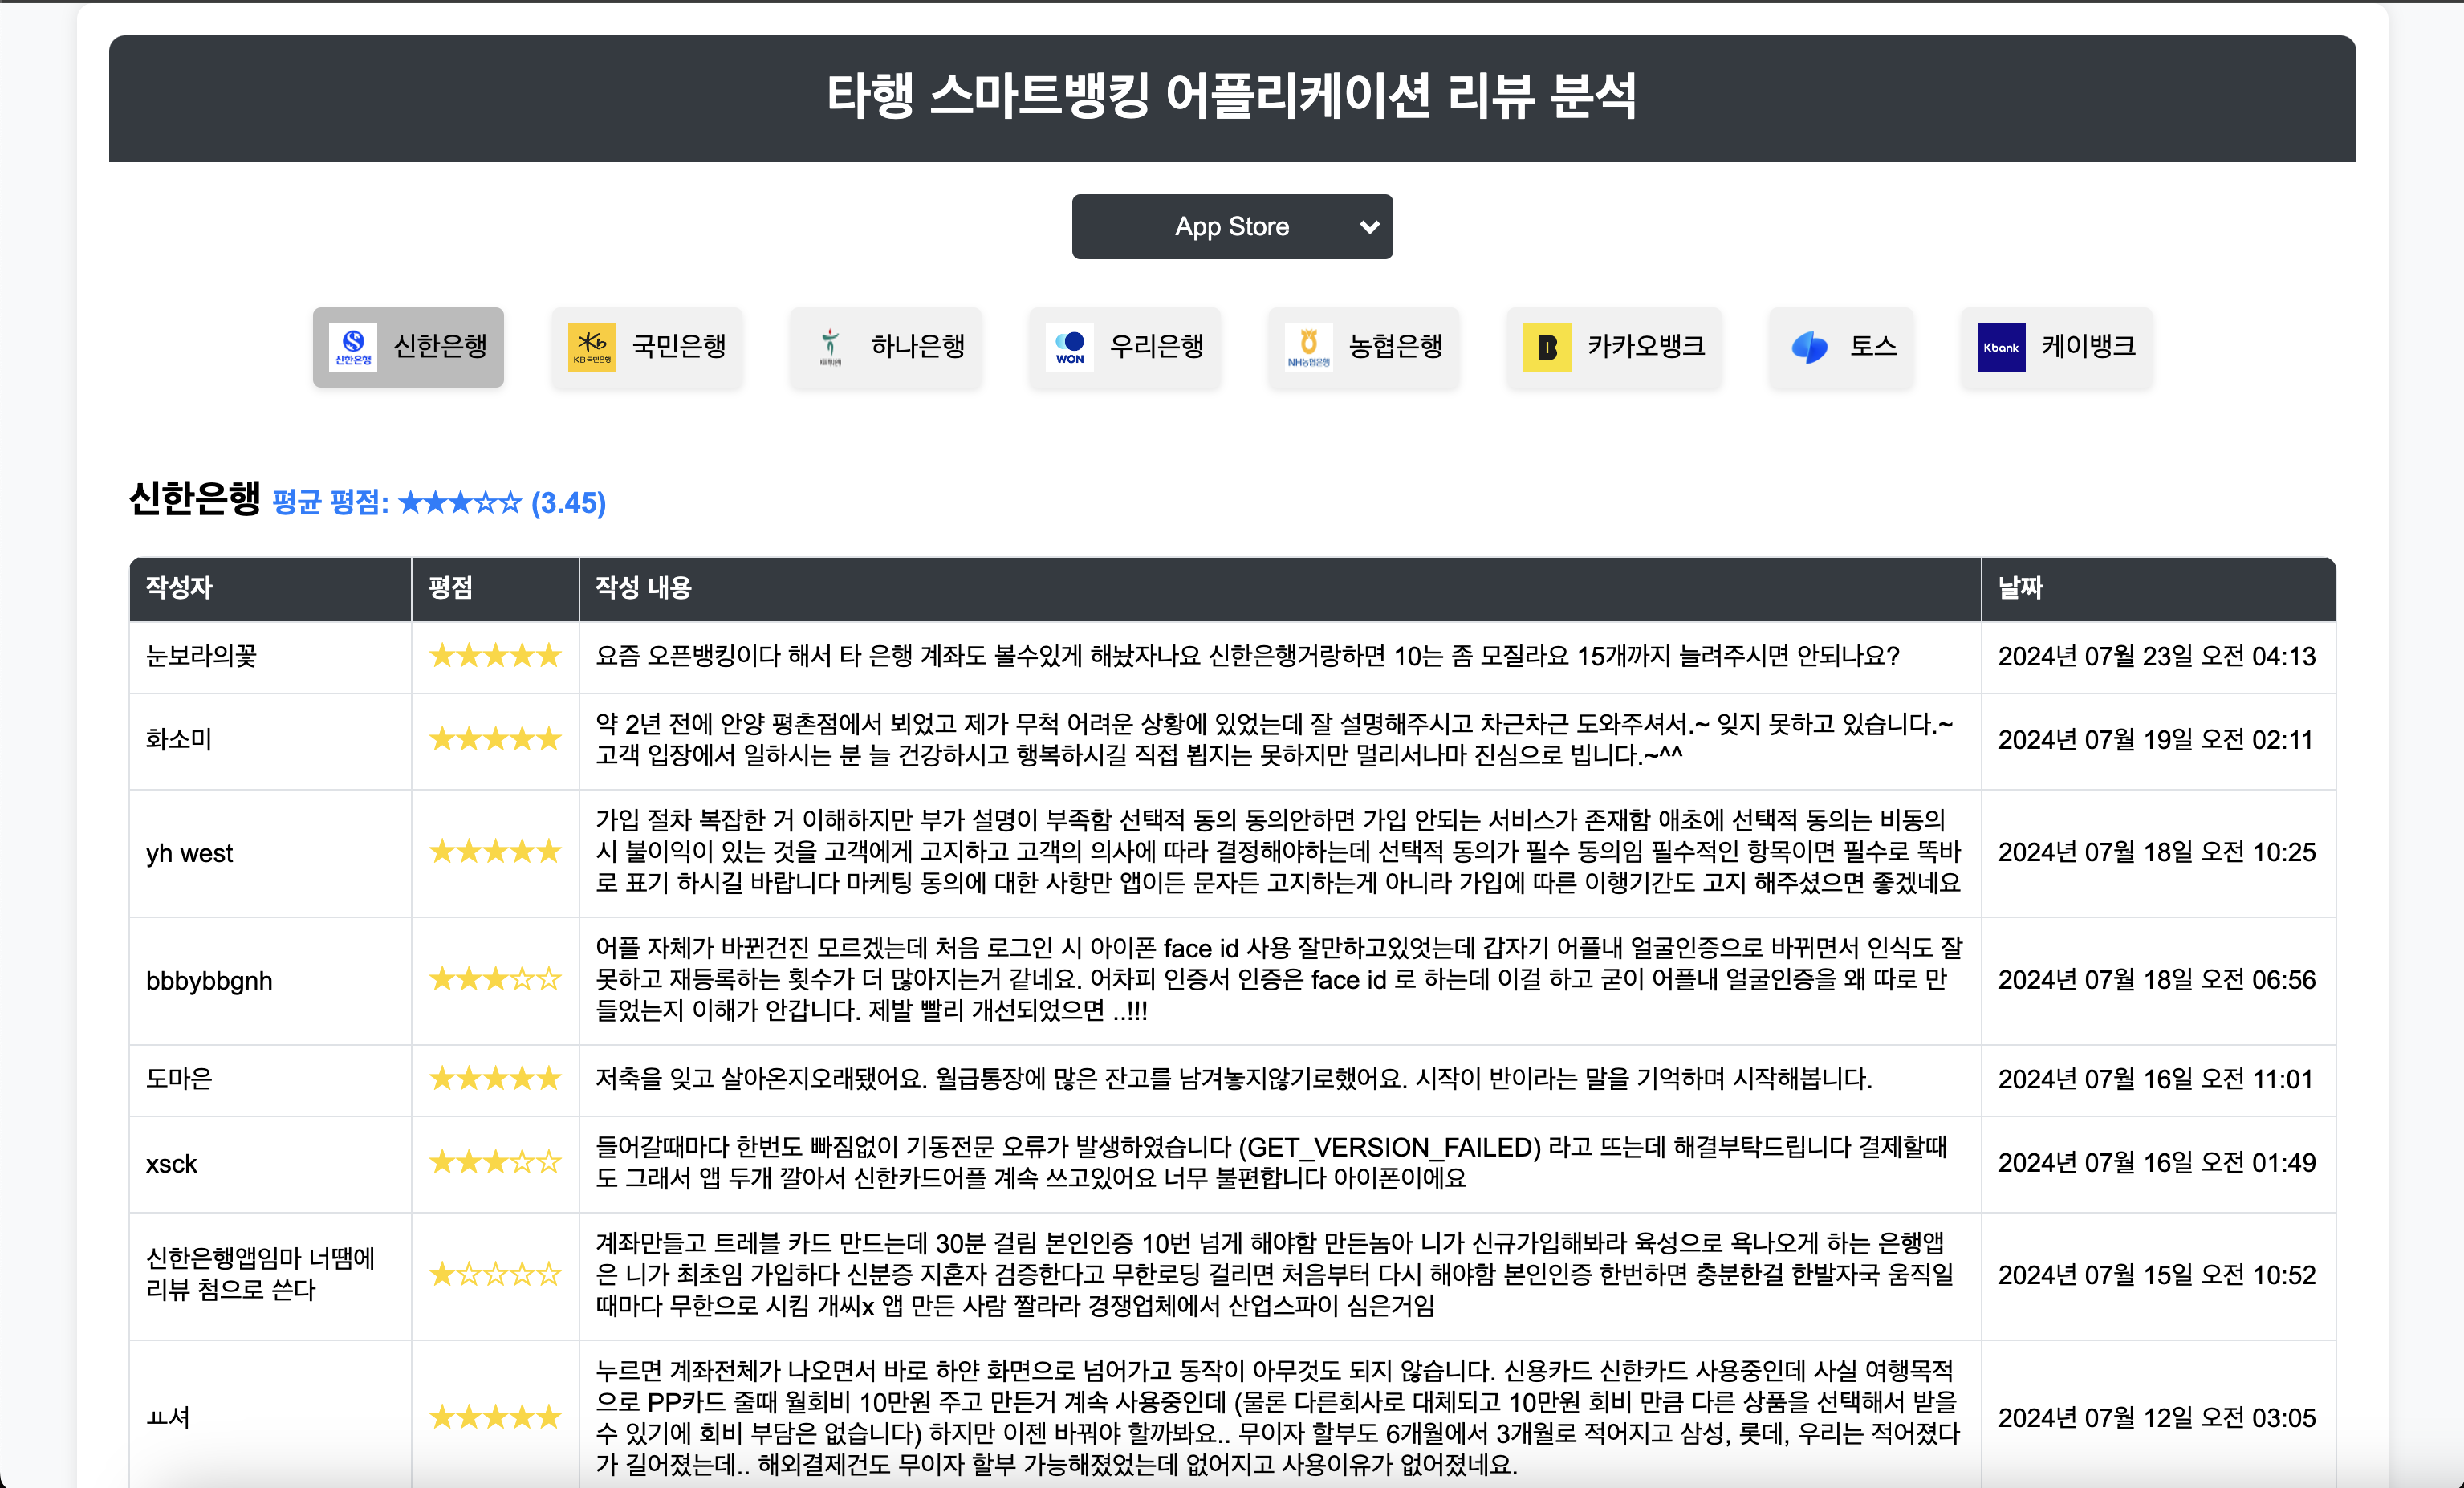 타행 스마트뱅킹 어플리케이션 리뷰 분석
App Store
신한은행 신한은행 KB 국민은행 국민은행 하나은행 WON 우리은행 NH농협은행 농협은행 카카오뱅크 토스 Kbank 케이뱅크
신한은행 평균 평점: ★★★☆☆ (3.45)
작성자 평점 작성 내용 날짜
눈보라의꽃 ★★★★★ 요즘 오픈뱅킹이다 해서 타 은행 계좌도 볼수있게 해놨자나요 신한은행거랑하면 10는 좀 모질라요 15개까지 늘려주시면 안되나요? 2024년 07월 23일 오전 04:13
화소미 ★★★★★ 약 2년 전에 안양 평촌점에서 뵈었고 제가 무척 어려운 상황에 있었는데 잘 설명해주시고 차근차근 도와주셔서.~ 잊지 못하고 있습니다.~
고객 입장에서 일하시는 분 늘 건강하시고 행복하시길 직접 뵙지는 못하지만 멀리서나마 진심으로 빕니다.~^^ 2024년 07월 19일 오전 02:11
yh west ★★★★★ 가입 절차 복잡한 거 이해하지만 부가 설명이 부족함 선택적 동의 동의안하면 가입 안되는 서비스가 존재함 애초에 선택적 동의는 비동의
시 불이익이 있는 것을 고객에게 고지하고 고객의 의사에 따라 결정해야하는데 선택적 동의가 필수 동의임 필수적인 항목이면 필수로 똑바
로 표기 하시길 바랍니다 마케팅 동의에 대한 사항만 앱이든 문자든 고지하는게 아니라 가입에 따른 이행기간도 고지 해주셨으면 좋겠네요 2024년 07월 18일 오전 10:25
bbbybbgnh ★★★☆☆ 어플 자체가 바뀐건진 모르겠는데 처음 로그인 시 아이폰 face id 사용 잘만하고있엇는데 갑자기 어플내 얼굴인증으로 바뀌면서 인식도 잘
못하고 재등록하는 횟수가 더 많아지는거 같네요. 어차피 인증서 인증은 face id 로 하는데 이걸 하고 굳이 어플내 얼굴인증을 왜 따로 만
들었는지 이해가 안갑니다. 제발 빨리 개선되었으면 ..!!! 2024년 07월 18일 오전 06:56
도마은 ★★★★★ 저축을 잊고 살아온지오래됐어요. 월급통장에 많은 잔고를 남겨놓지않기로했어요. 시작이 반이라는 말을 기억하며 시작해봅니다. 2024년 07월 16일 오전 11:01
xsck ★★★☆☆ 들어갈때마다 한번도 빠짐없이 기동전문 오류가 발생하였습니다 (GET_VERSION_FAILED) 라고 뜨는데 해결부탁드립니다 결제할때
도 그래서 앱 두개 깔아서 신한카드어플 계속 쓰고있어요 너무 불편합니다 아이폰이에요 2024년 07월 16일 오전 01:49
신한은행앱임마 너땜에
리뷰 첨으로 쓴다 ★☆☆☆☆ 계좌만들고 트레블 카드 만드는데 30분 걸림 본인인증 10번 넘게 해야함 만든놈아 니가 신규가입해봐라 육성으로 욕나오게 하는 은행앱
은 니가 최초임 가입하다 신분증 지혼자 검증한다고 무한로딩 걸리면 처음부터 다시 해야함 본인인증 한번하면 충분한걸 한발자국 움직일
때마다 무한으로 시킴 개씨x 앱 만든 사람 짤라라 경쟁업체에서 산업스파이 심은거임 2024년 07월 15일 오전 10:52
ㅛ셔 ★★★★★ 누르면 계좌전체가 나오면서 바로 하얀 화면으로 넘어가고 동작이 아무것도 되지 않습니다. 신용카드 신한카드 사용중인데 사실 여행목적
으로 PP카드 줄때 월회비 10만원 주고 만든거 계속 사용중인데 (물론 다른회사로 대체되고 10만원 회비 만큼 다른 상품을 선택해서 받을
수 있기에 회비 부담은 없습니다) 하지만 이젠 바꿔야 할까봐요.. 무이자 할부도 6개월에서 3개월로 적어지고 삼성, 롯데, 우리는 적어졌다
가 길어졌는데.. 해외결제건도 무이자 할부 가능해졌었는데 없어지고 사용이유가 없어졌네요. 2024년 07월 12일 오전 03:05